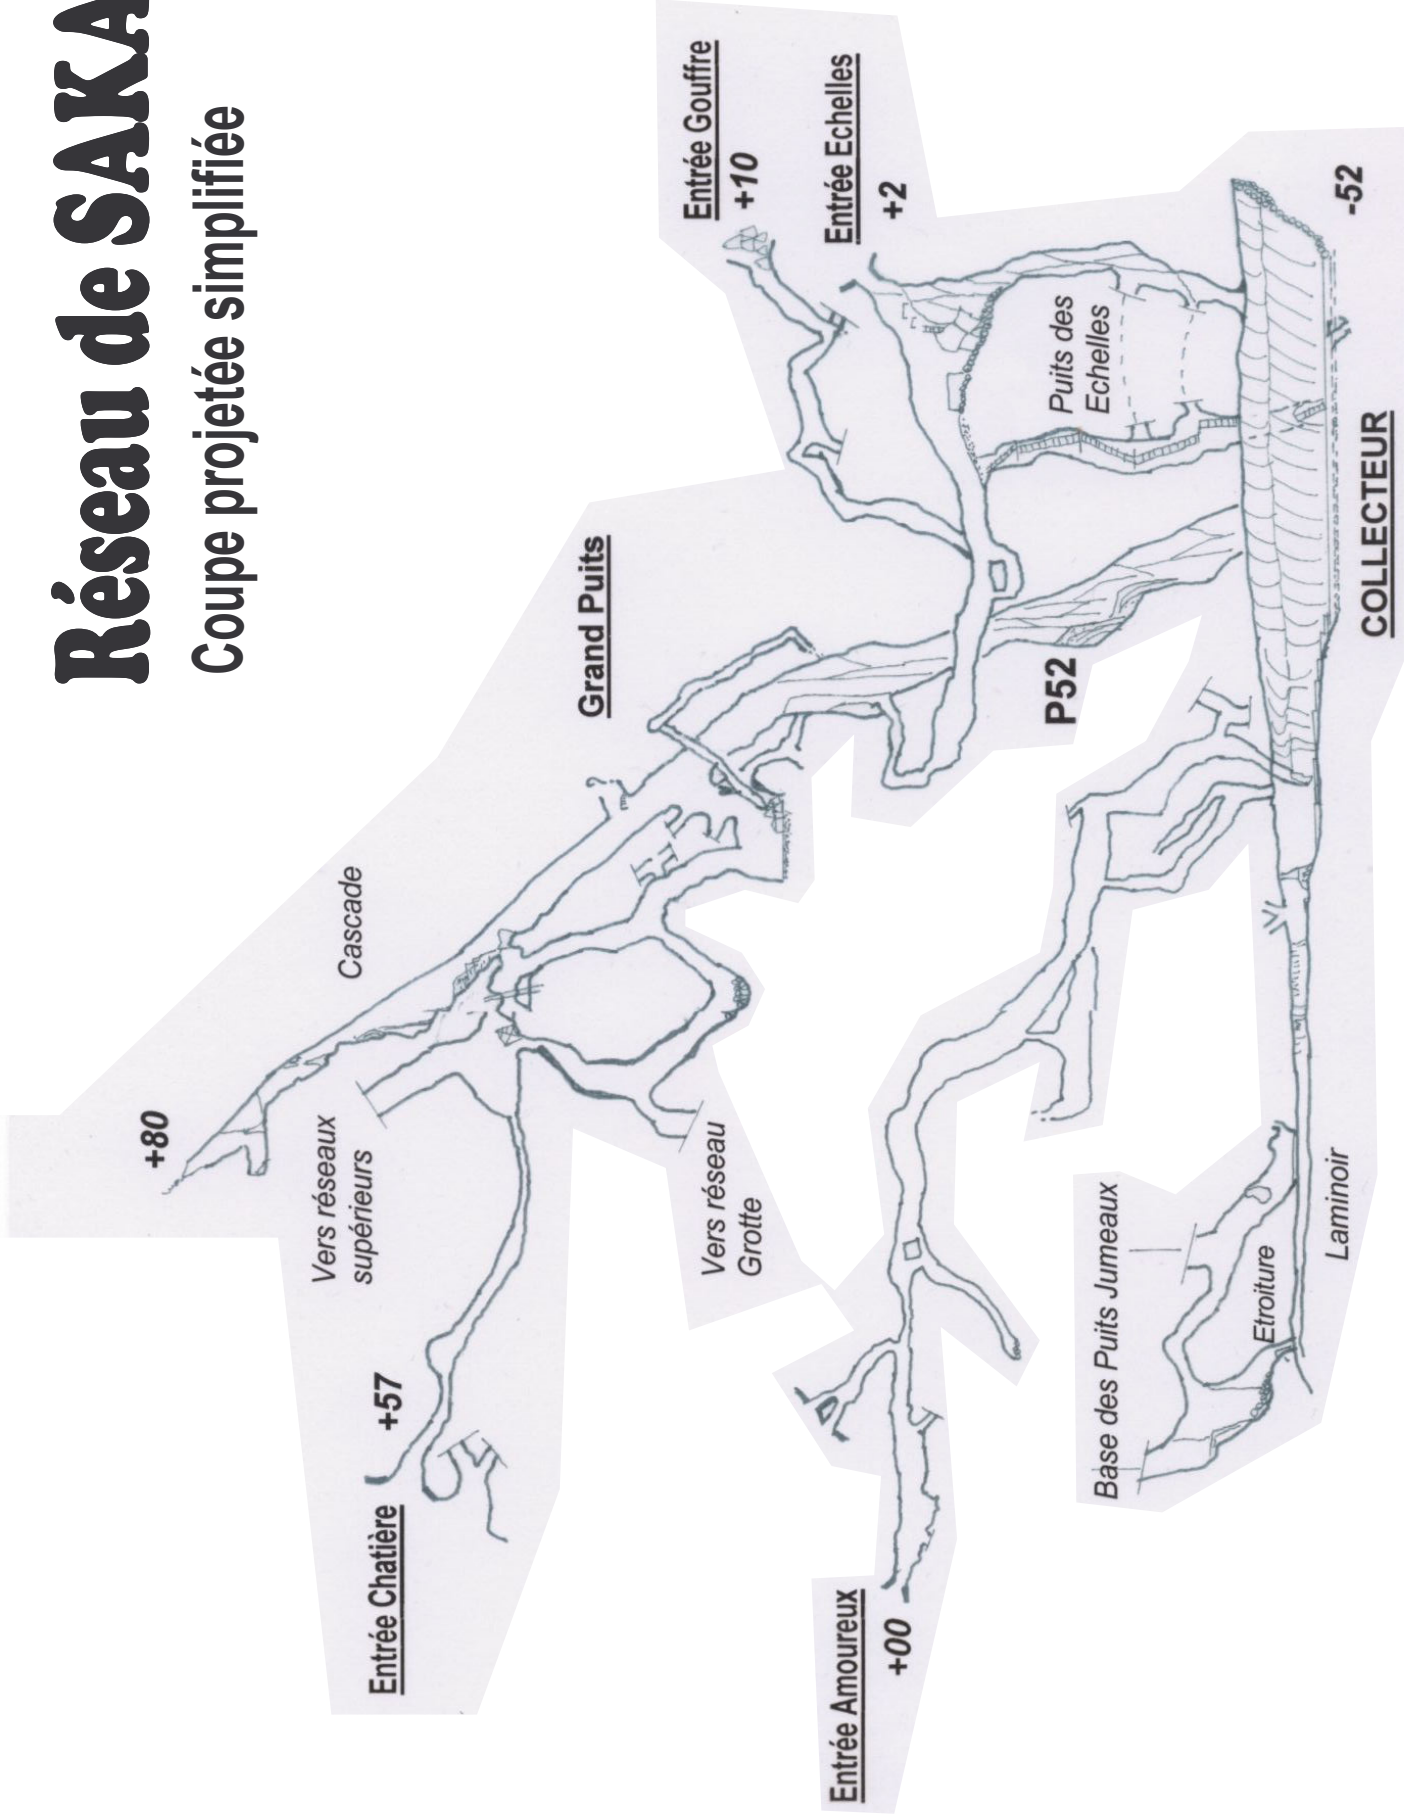 Réseau de SAKA
Coupe projetée simplifiée
+80
Cascade
Vers réseaux
supérieurs
Entrée Chatière
+57
Grand Puits
Entrée Gouffre
+10
Vers réseau
Grotte
Entrée Echelles
+2
Entrée Amoureux
+00
P52
Puits des
Echelles
Base des Puits Jumeaux
Etroiture
Laminoir
COLLECTEUR
-52
?